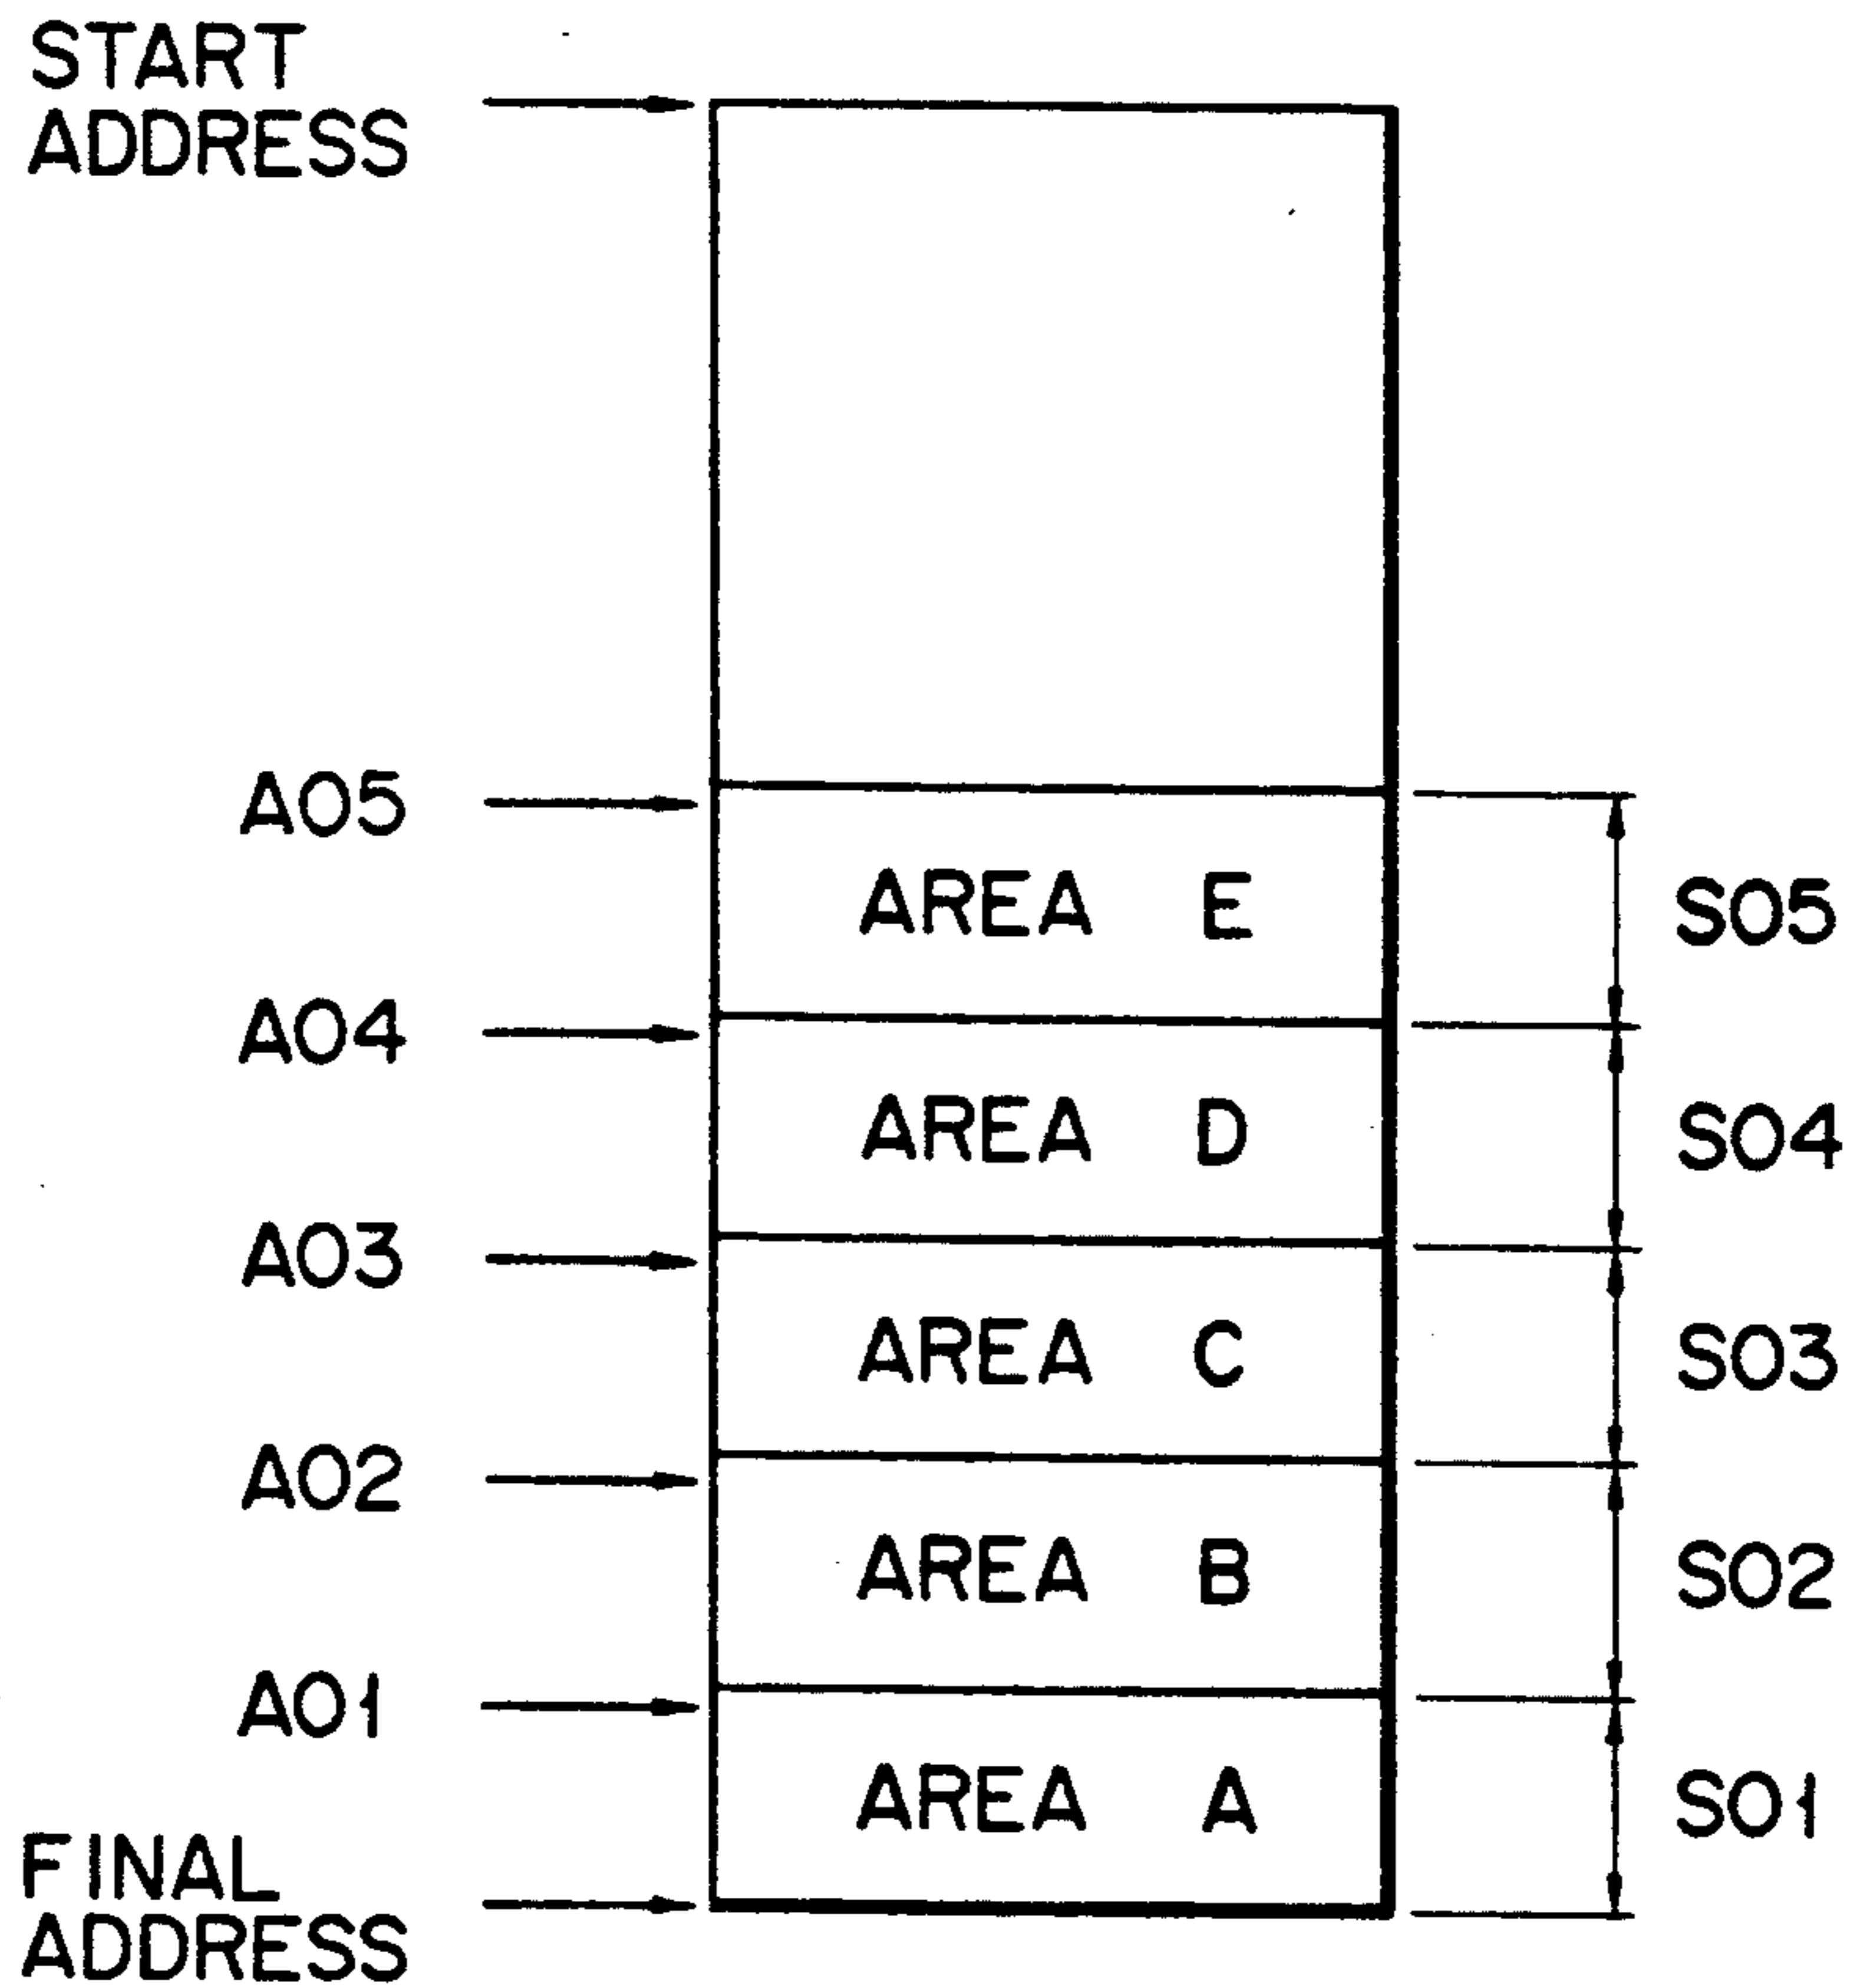 START
ADDRESS
A05
AREA E
S05
A04
AREA D
S04
A03
AREA C
S03
A02
AREA B
S02
A01
AREA A
S01
FINAL
ADDRESS